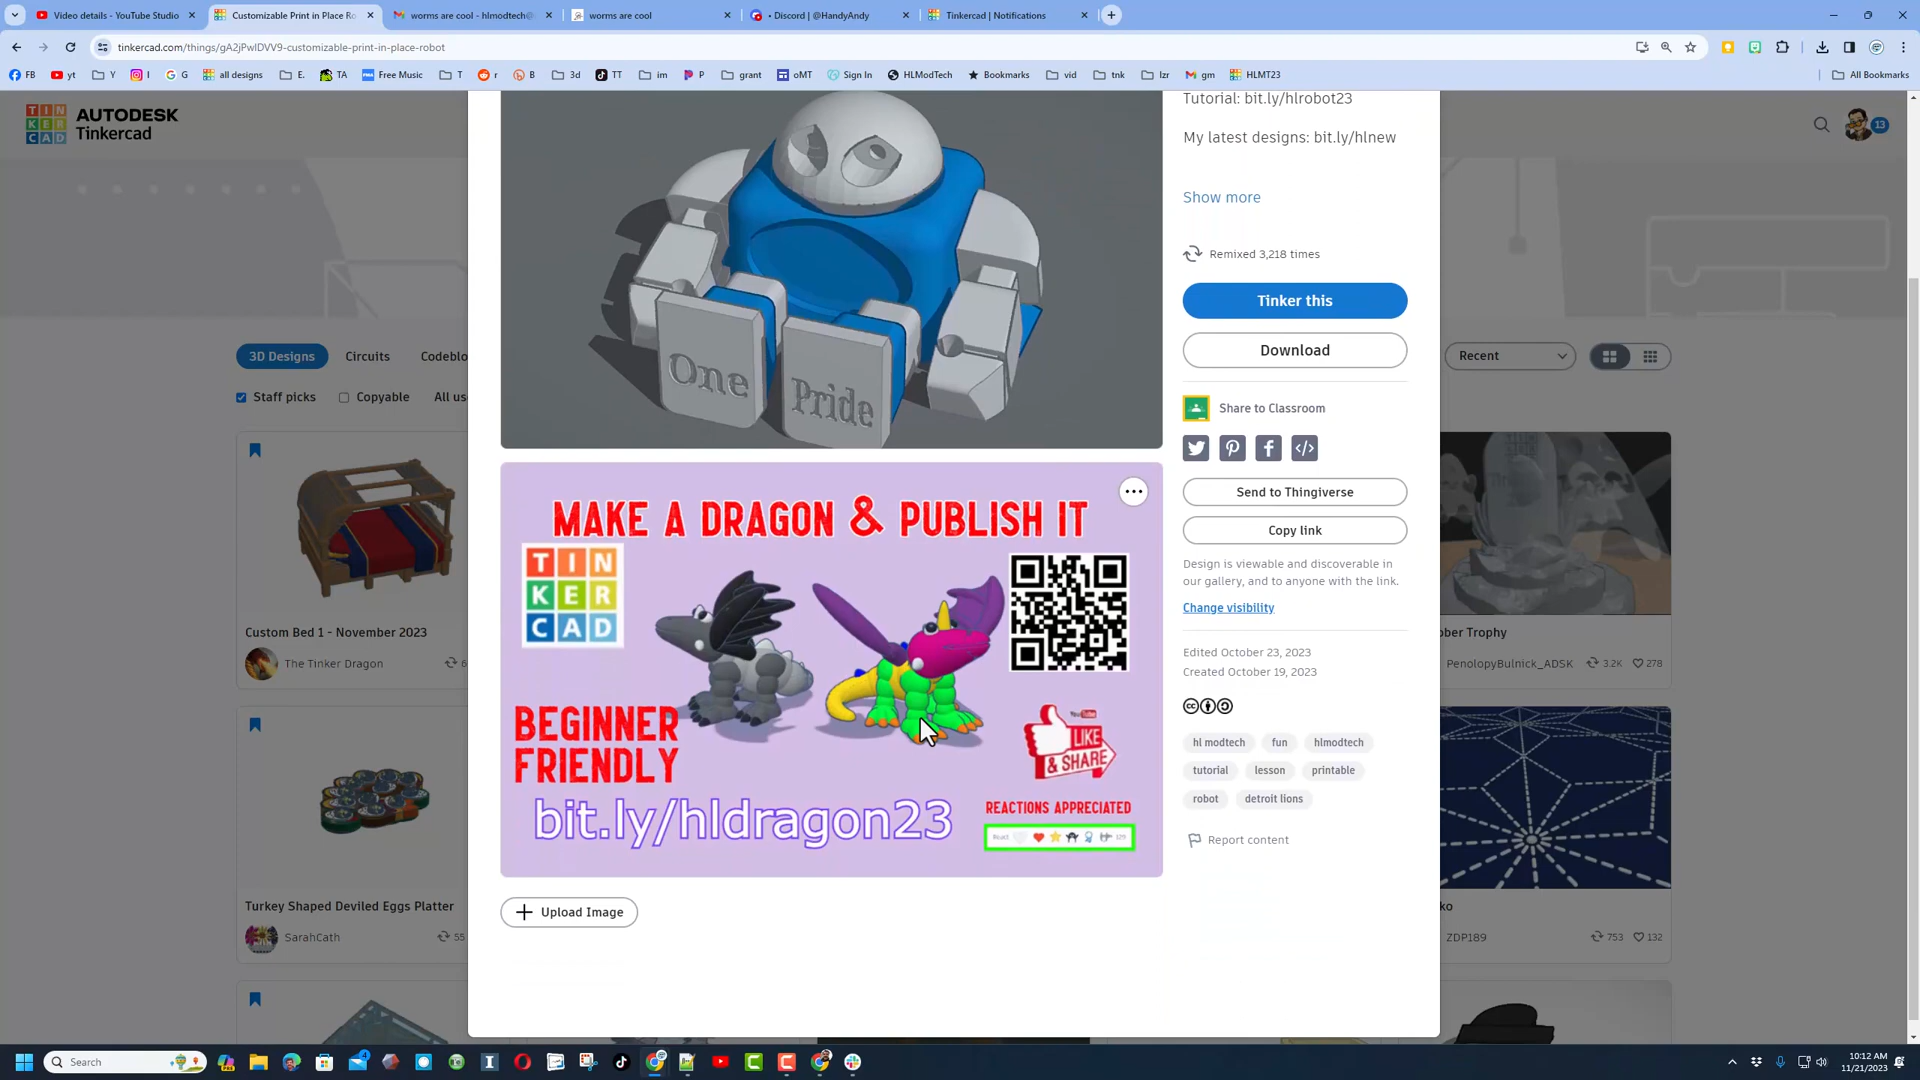 Video details - YouTube Studio
Customizable Print in Place Ro
worms are cool - hlmodtech@
worms are cool
• Discord | @HandyAndy
Tinkercad | Notifications
tinkercad.com/things/gA2jPwIDVV9-customizable-print-in-place-robot
FB
yt
Y
I
G
all designs
E.
TA
Free Music
T
r
B
3d
TT
im
P
grant
oMT
Sign In
HLModTech
Bookmarks
vid
tnk
lzr
gm
HLMT23
All Bookmarks
TINKERCAD
AUTODESK
Tinkercad
13
Tutorial: bit.ly/hlrobot23
My latest designs: bit.ly/hlnew
Show more
Remixed 3,218 times
Tinker this
Download
Share to Classroom
Send to Thingiverse
Copy link
Design is viewable and discoverable in
our gallery, and to anyone with the link.
Change visibility
Edited October 23, 2023
Created October 19, 2023
hl modtech
fun
hlmodtech
tutorial
lesson
printable
robot
detroit lions
Report content
One
Pride
MAKE A DRAGON & PUBLISH IT
TIN
KER
CAD
BEGINNER
FRIENDLY
LIKE
& SHARE
bit.ly/hldragon23
REACTIONS APPRECIATED
React
Upload Image
3D Designs
Circuits
Codeblo
Recent
Staff picks
Copyable
All us
Custom Bed 1 - November 2023
The Tinker Dragon
6
ober Trophy
PenolopyBulnick_ADSK
3.2K
278
Turkey Shaped Deviled Eggs Platter
SarahCath
55
ko
ZDP189
753
132
Search
10:12 AM
11/21/2023